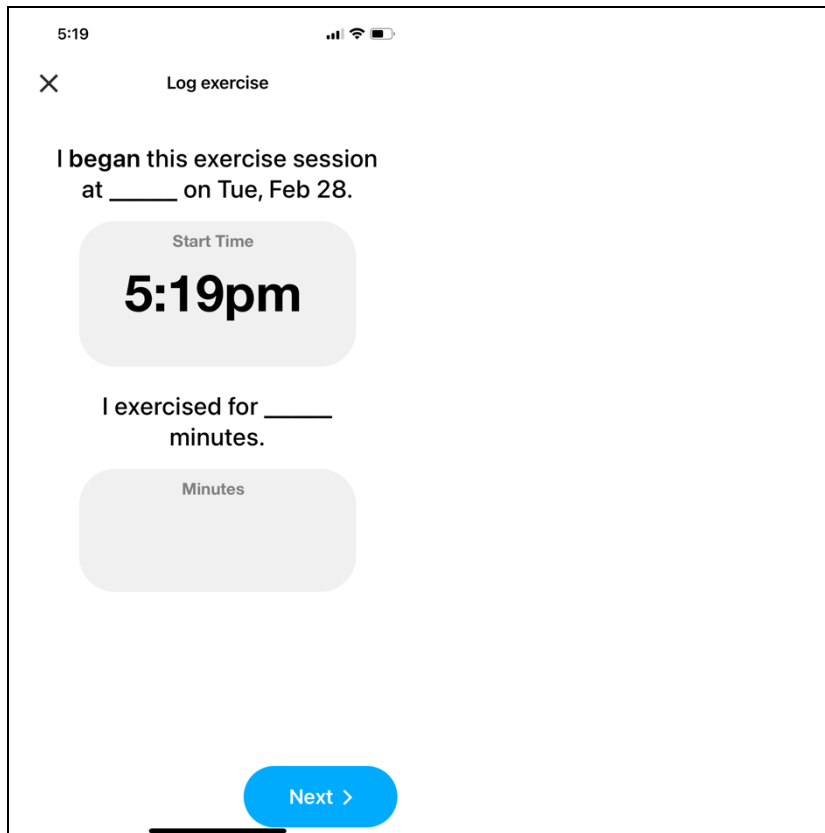 5:19
Log exercise
I began this exercise session
at ______ on Tue, Feb 28.
Start Time
5:19pm
I exercised for ______
minutes.
Minutes
Next >